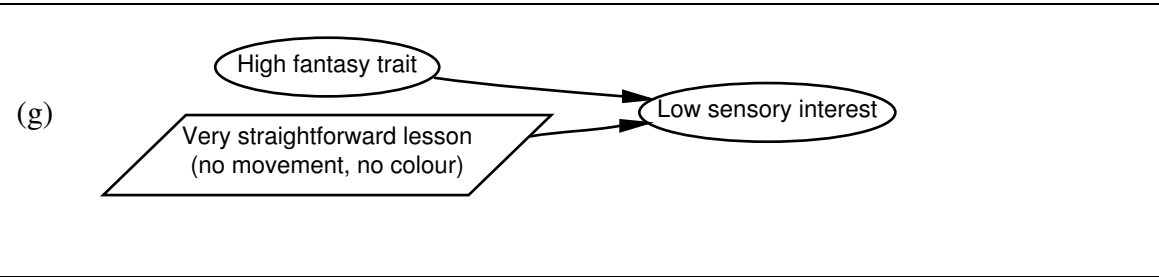 High fantasy trait
(g)
Low sensory interest
Very straightforward lesson
(no movement, no colour)